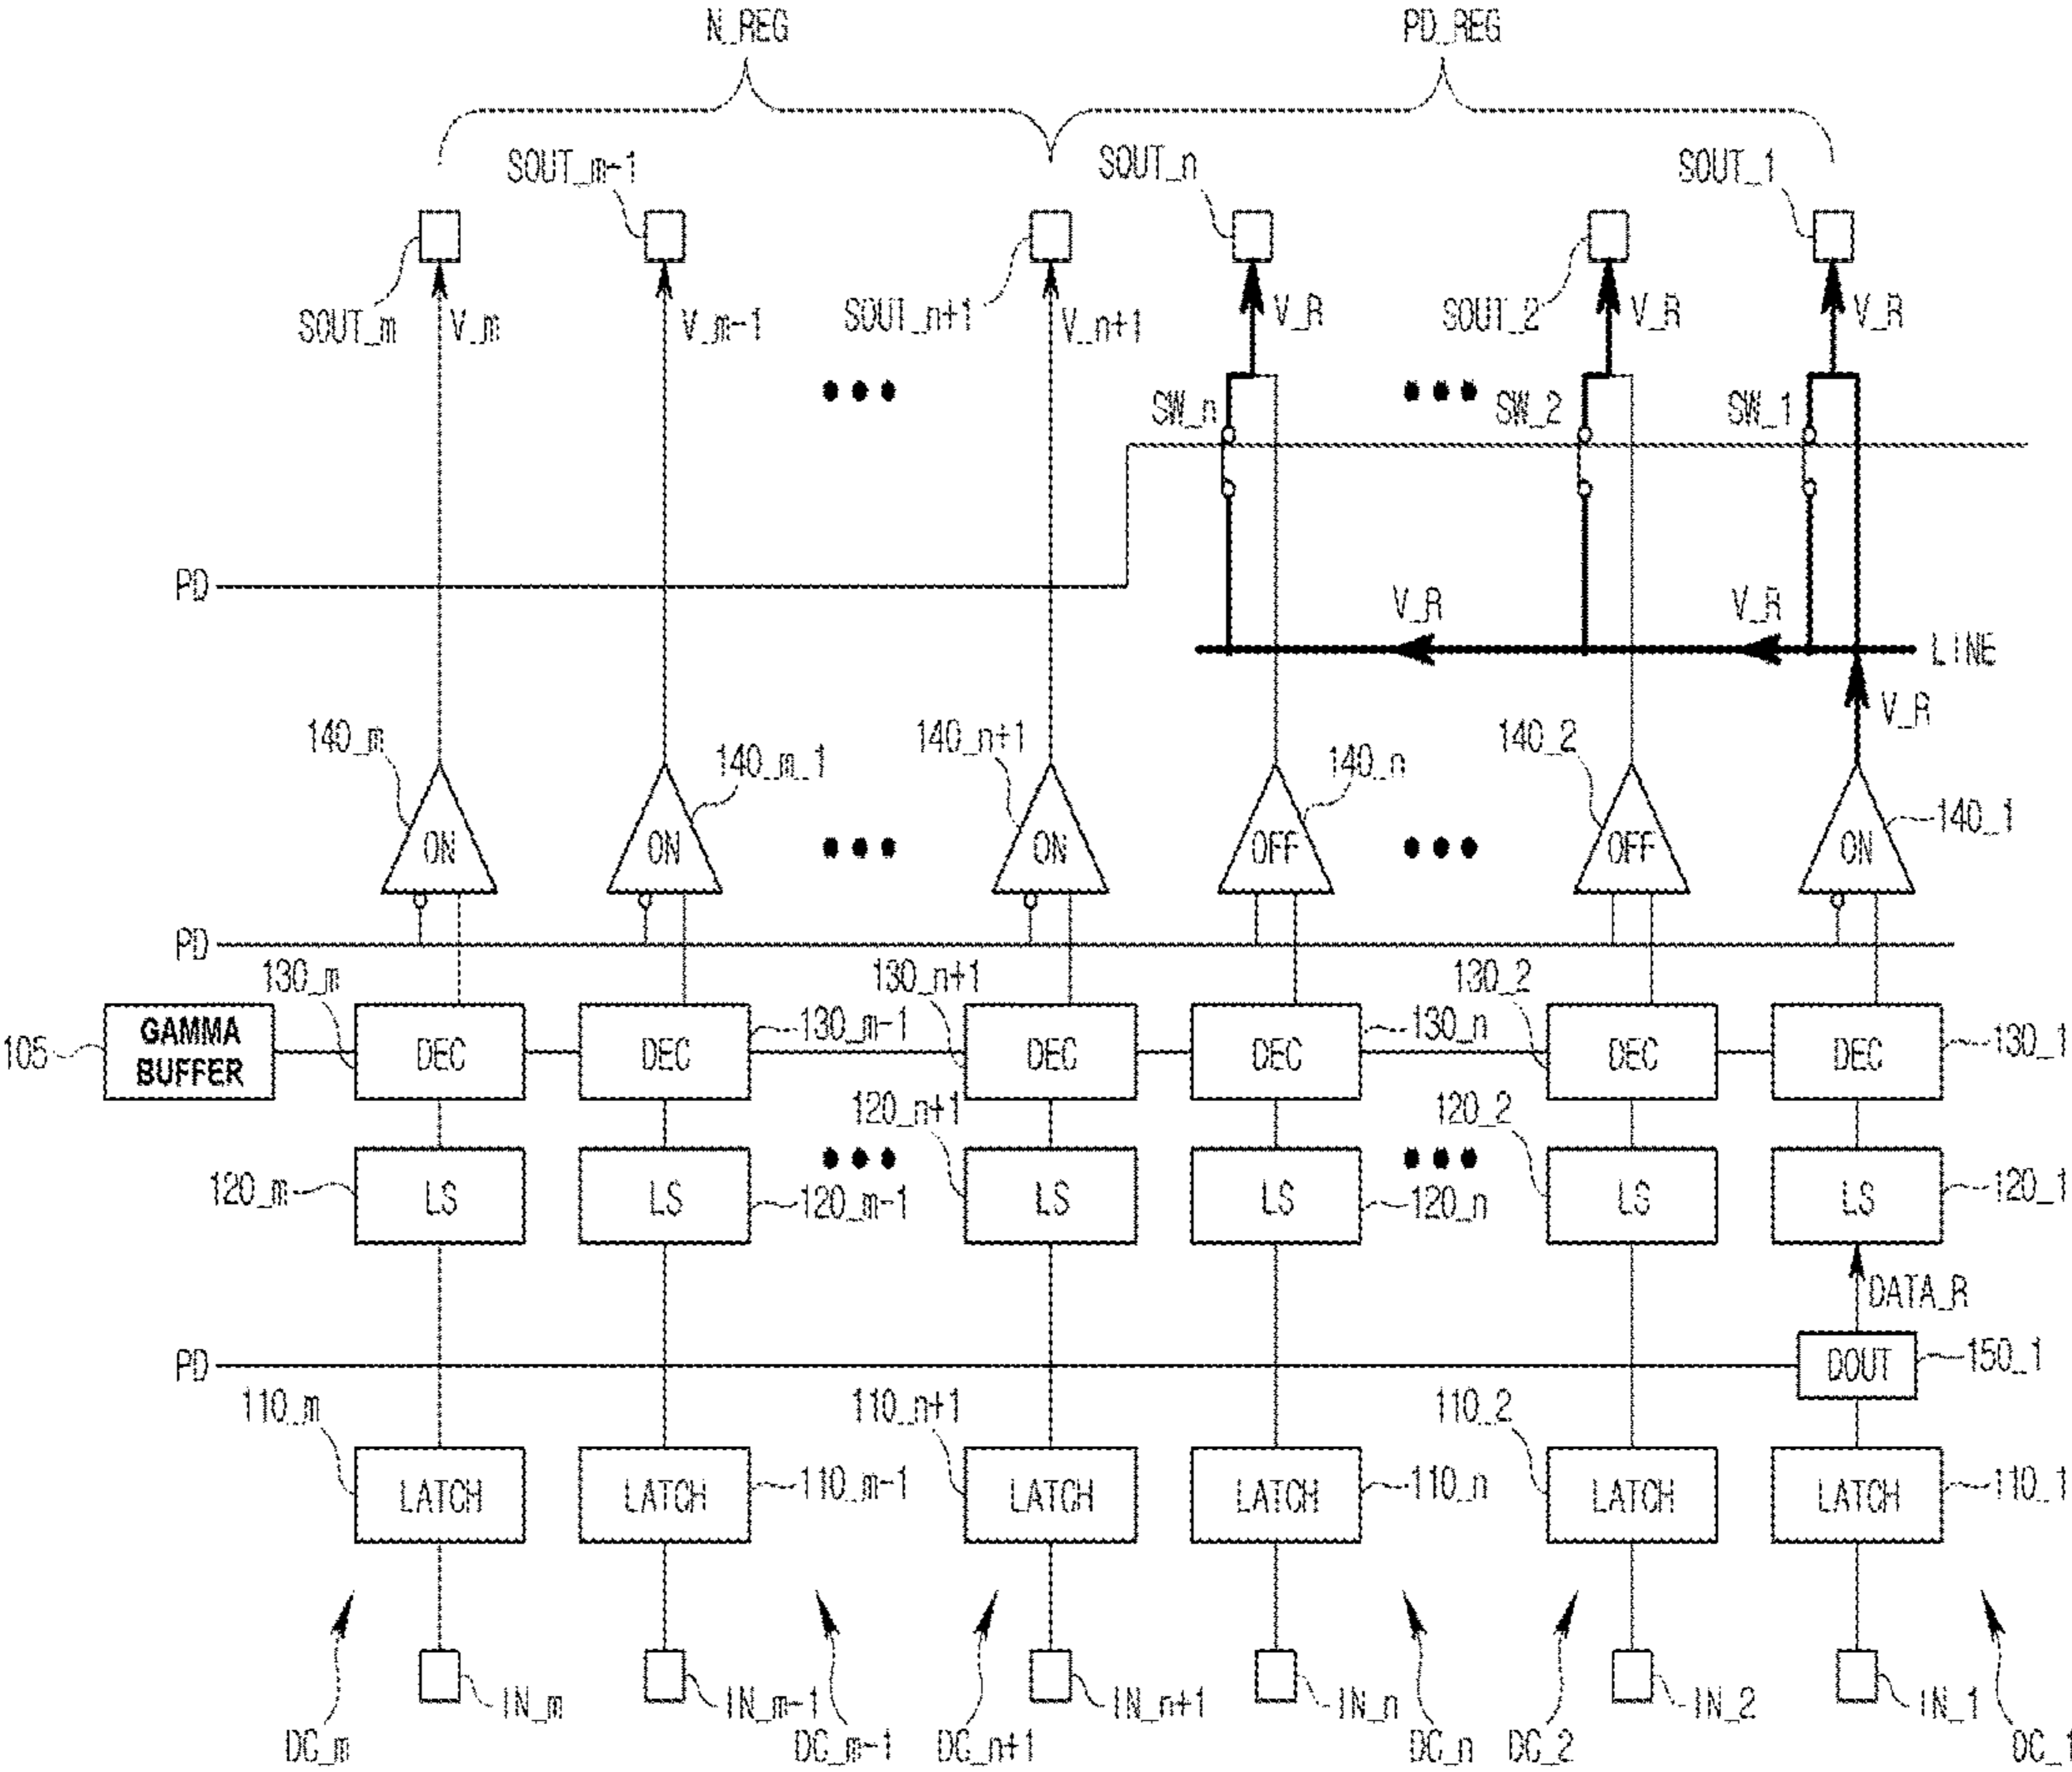 N_REG PD_REG
SOUT_m-1 SOUT_n SOUT_1
SOUT_m V_m V_m-1 SOUT_n+1 V_n+1 V_R SOUT_2 V_R V_R
SW_n SW_2 SW_1
PD
V_R V_R
LINE
V_R
140_m 140_m_1 140_n+1 140_n 140_2 140_1
ON ON ON OFF OFF ON
PD
130_m 130_n+1 130_2
105 GAMMA BUFFER DEC DEC 130_m-1 DEC DEC 130_n DEC DEC 130_1
120_n+1 120_2
120_m LS LS 120_m-1 LS LS 120_n LS LS 120_1
DATA_R
PD DOUT 150_1
110_m 110_n+1 110_2
LATCH LATCH 110_m-1 LATCH LATCH 110_n LATCH LATCH 110_1
IN_m IN_m-1 IN_n+1 IN_n IN_2 IN_1
DC_m DC_m-1 DC_n+1 DC_n DC_2 DC_1